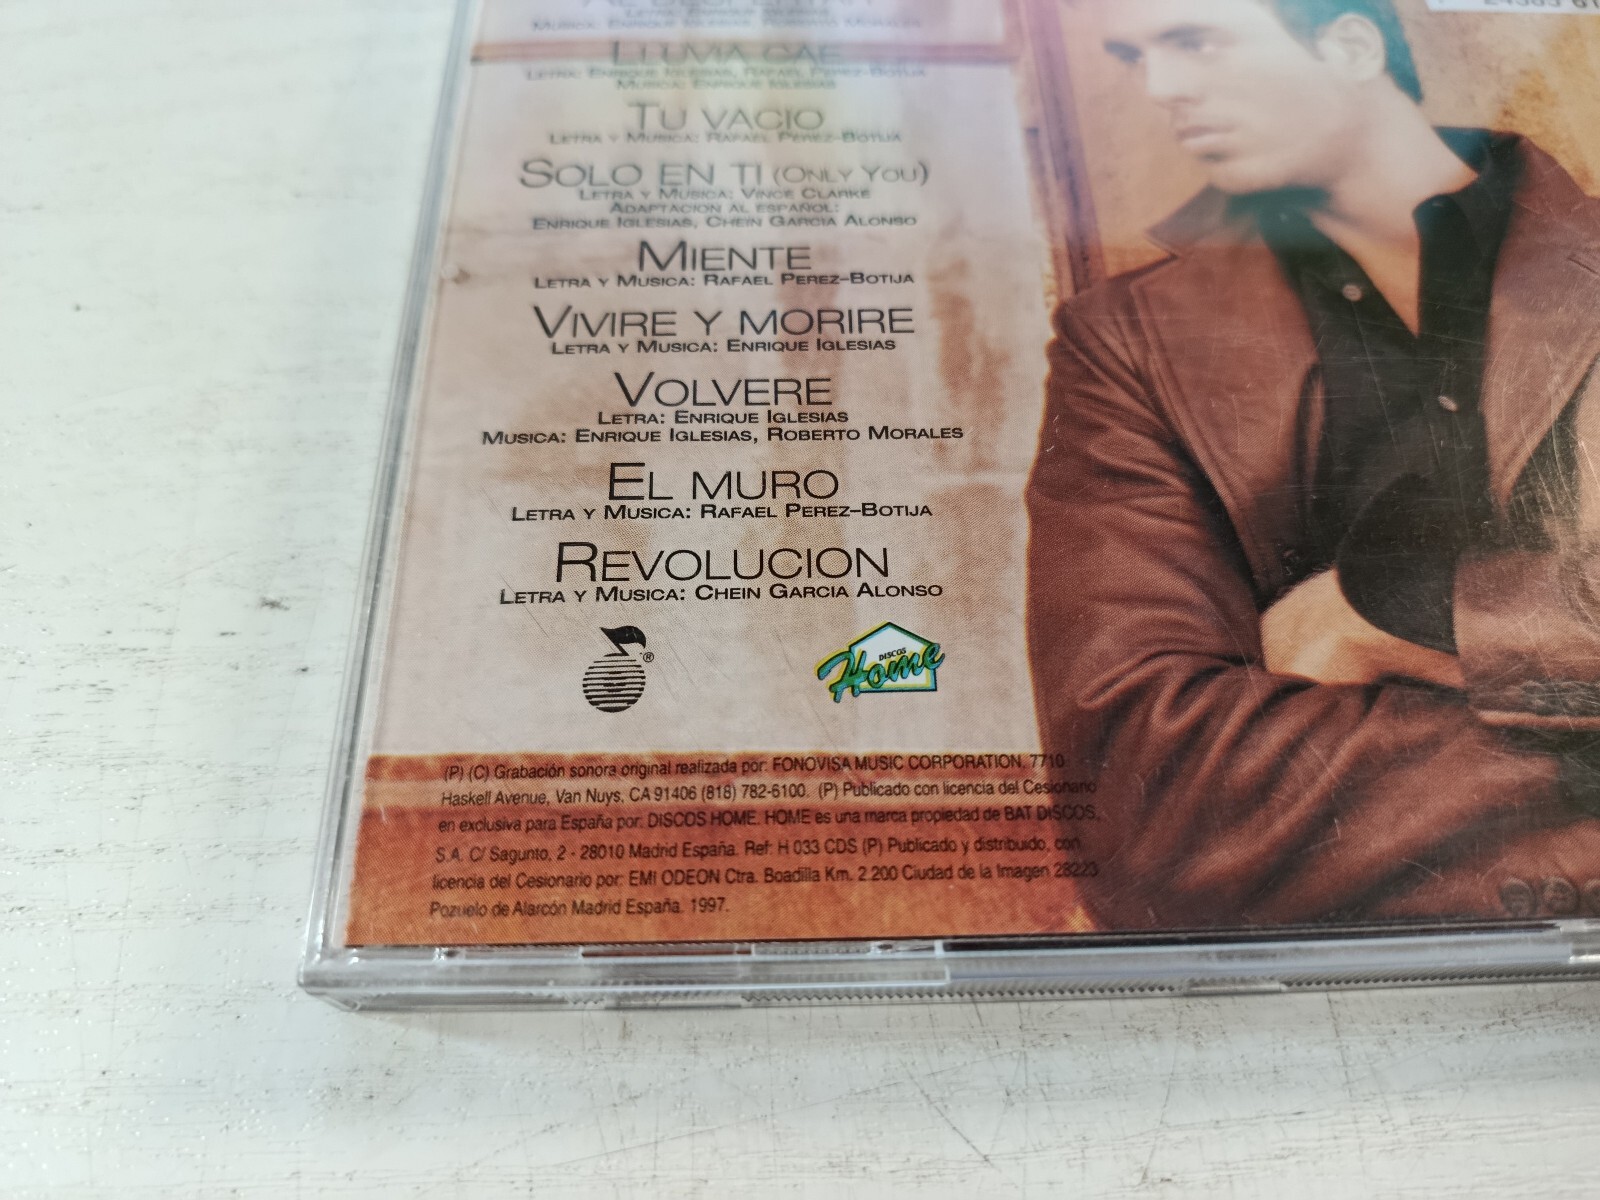 LLUVIA CAE
LETRA: ENRIQUE IGLESIAS, RAFAEL PEREZ-BOTIJA
MUSICA: ENRIQUE IGLESIAS
TU VACIO
LETRA Y MUSICA: RAFAEL PEREZ-BOTIJA
SOLO EN TI (ONLY YOU)
LETRA Y MUSICA: VINCE CLARKE
ADAPTACION AL ESPAÑOL:
ENRIQUE IGLESIAS, CHEIN GARCIA ALONSO
MIENTE
LETRA Y MUSICA: RAFAEL PEREZ-BOTIJA
VIVIRE Y MORIRE
LETRA Y MUSICA: ENRIQUE IGLESIAS
VOLVERE
LETRA: ENRIQUE IGLESIAS
MUSICA: ENRIQUE IGLESIAS, ROBERTO MORALES
EL MURO
LETRA Y MUSICA: RAFAEL PEREZ-BOTIJA
REVOLUCION
LETRA Y MUSICA: CHEIN GARCIA ALONSO
®
DISCOS
Home
(P) (C) Grabación sonora original realizada por: FONOVISA MUSIC CORPORATION. 7710
Haskell Avenue, Van Nuys, CA 91406 (818) 782-6100. (P) Publicado con licencia del Cesionario
en exclusiva para España por: DISCOS HOME. HOME es una marca propiedad de BAT DISCOS,
S.A. C/ Sagunto, 2 - 28010 Madrid España. Ref: H 033 CDS (P) Publicado y distribuido, con
licencia del Cesionario por: EMI ODEON Ctra. Boadilla Km. 2.200 Ciudad de la Imagen 28223
Pozuelo de Alarcón Madrid España. 1997.